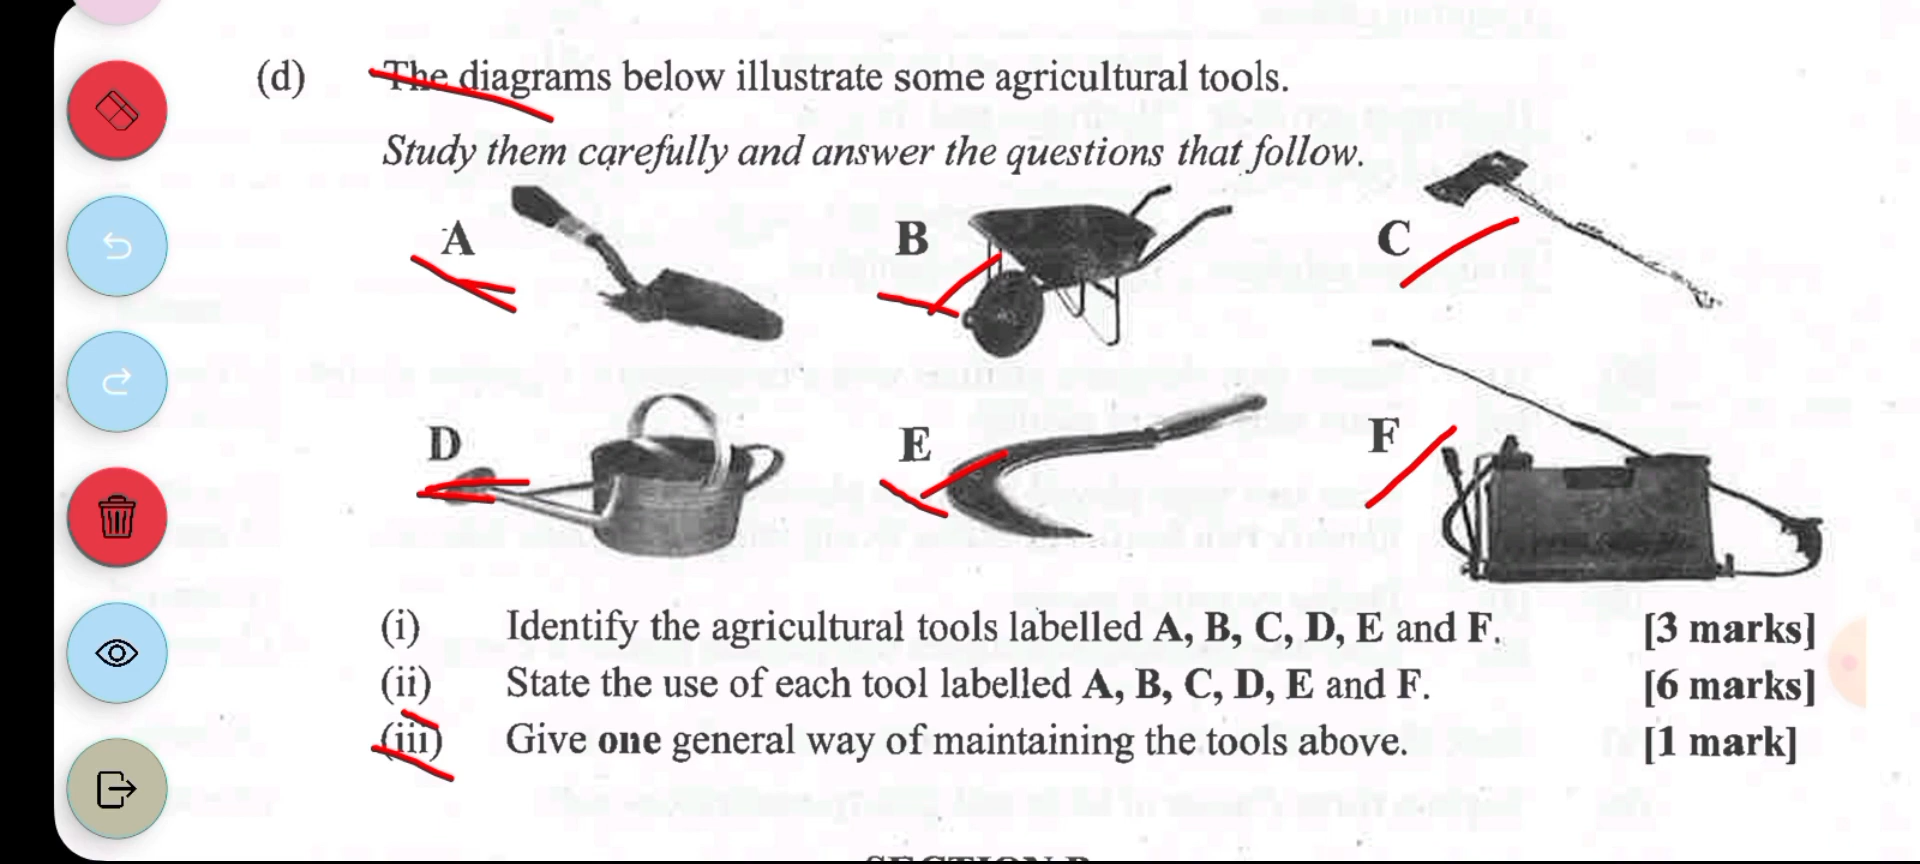 (d) The diagrams below illustrate some agricultural tools.
Study them carefully and answer the questions that follow.
A B C
D E F
(i) Identify the agricultural tools labelled A, B, C, D, E and F. [3 marks]
(ii) State the use of each tool labelled A, B, C, D, E and F. [6 marks]
(iii) Give one general way of maintaining the tools above. [1 mark]